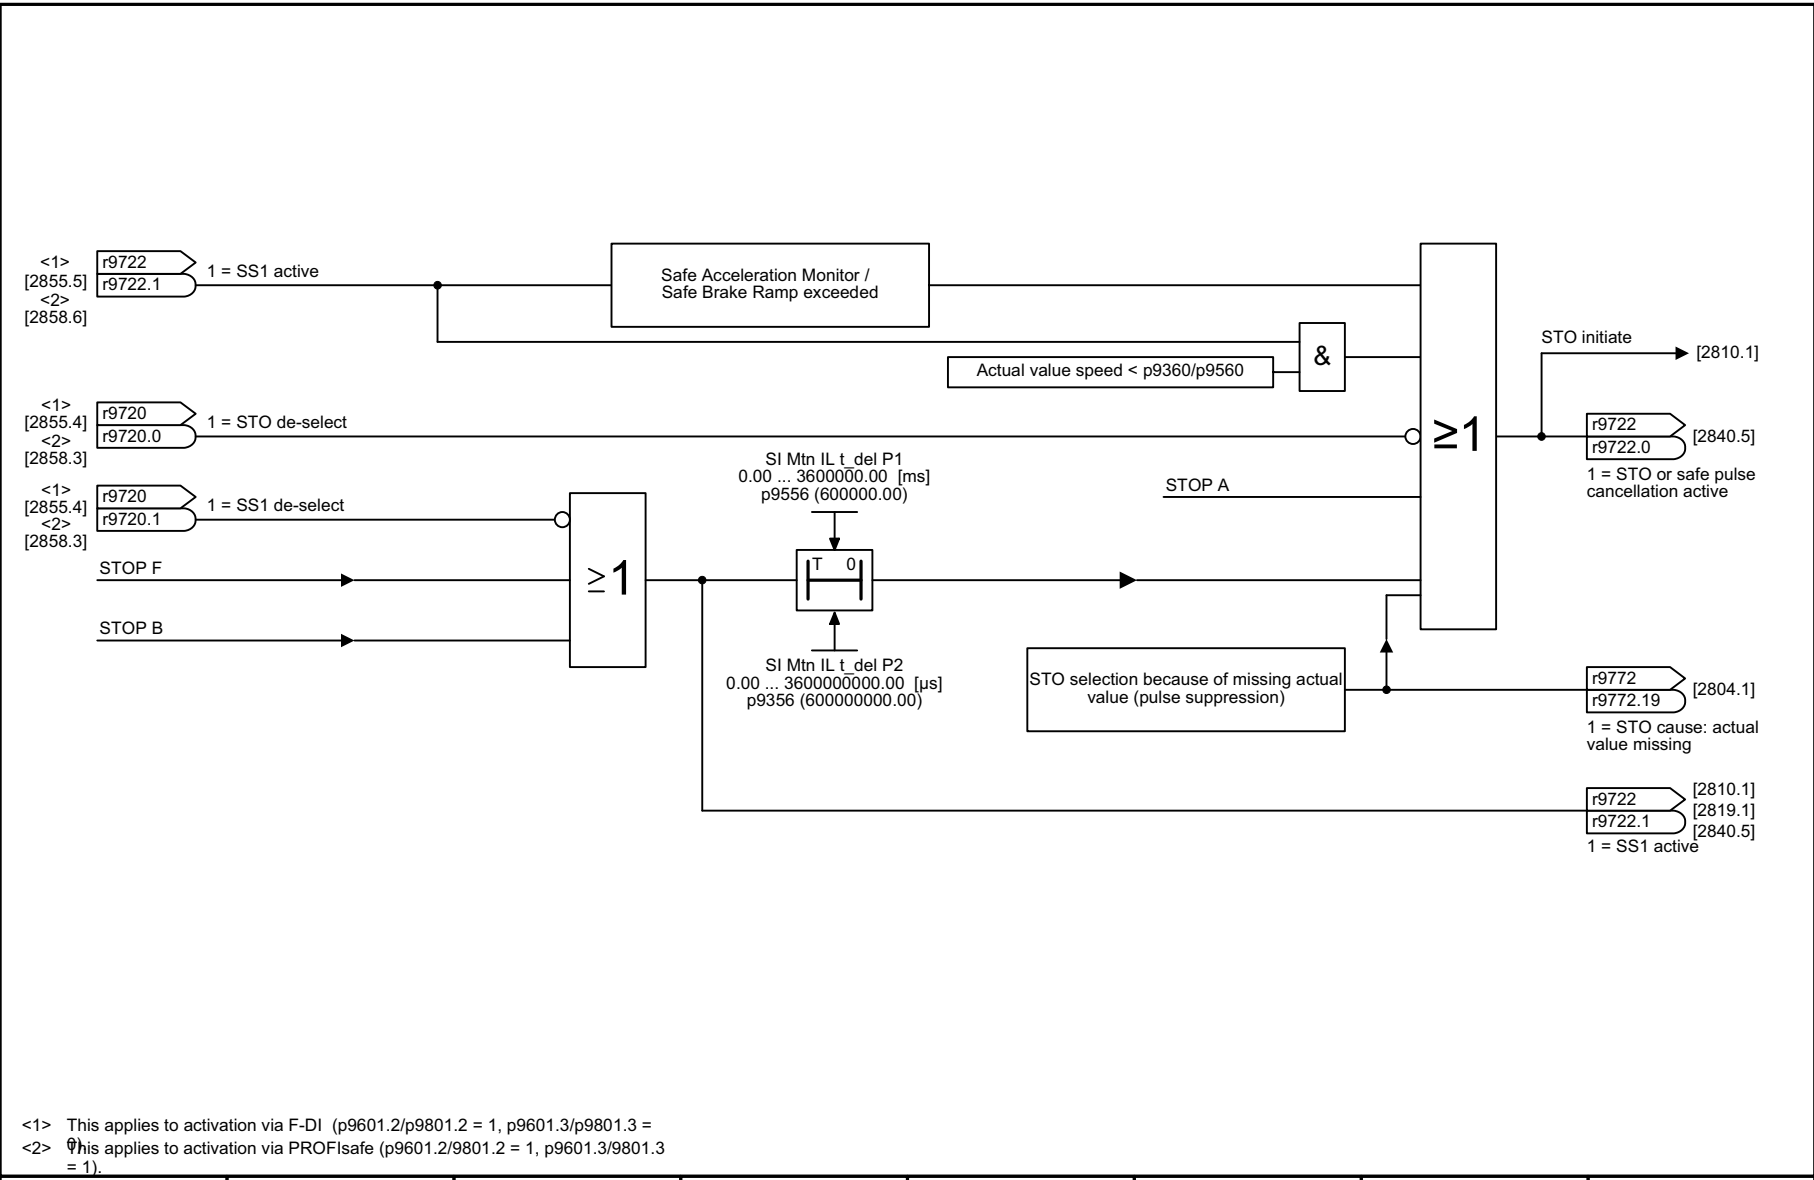 <1>
[2855.5]
<2>
[2858.6]
r9722
r9722.1
1 = SS1 active
Safe Acceleration Monitor /
Safe Brake Ramp exceeded
&
Actual value speed < p9360/p9560
STO initiate
[2810.1]
<1>
[2855.4]
<2>
[2858.3]
r9720
r9720.0
1 = STO de-select
≥1
r9722
r9722.0
[2840.5]
1 = STO or safe pulse
cancellation active
SI Mtn IL t_del P1
0.00 ... 3600000.00 [ms]
p9556 (600000.00)
STOP A
<1>
[2855.4]
<2>
[2858.3]
r9720
r9720.1
1 = SS1 de-select
STOP F
STOP B
≥1
T 0
SI Mtn IL t_del P2
0.00 ... 3600000000.00 [µs]
p9356 (600000000.00)
STO selection because of missing actual
value (pulse suppression)
r9772
r9772.19
[2804.1]
1 = STO cause: actual
value missing
r9722
r9722.1
[2810.1]
[2819.1]
[2840.5]
1 = SS1 active
<1> This applies to activation via F-DI (p9601.2/p9801.2 = 1, p9601.3/p9801.3 =
0).
<2> This applies to activation via PROFIsafe (p9601.2/9801.2 = 1, p9601.3/9801.3
= 1).